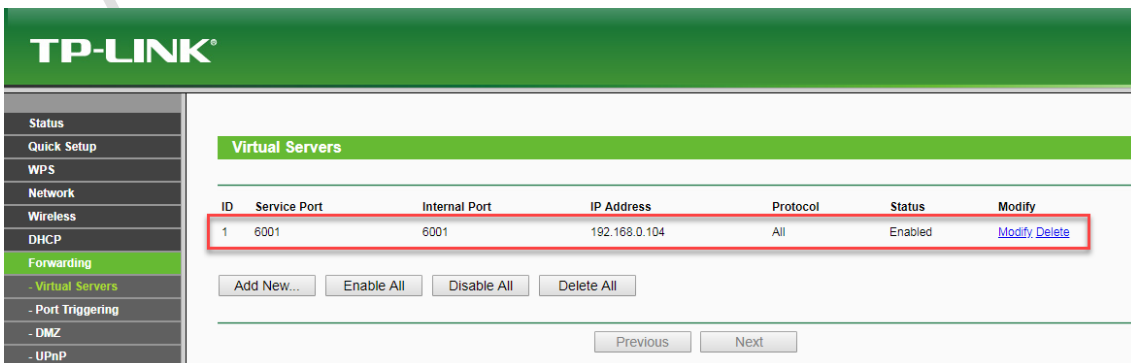 TP-LINK®
Status
Quick Setup
WPS
Network
Wireless
DHCP
Forwarding
- Virtual Servers
- Port Triggering
- DMZ
- UPnP
Virtual Servers
ID Service Port Internal Port IP Address Protocol Status Modify
1 6001 6001 192.168.0.104 All Enabled Modify Delete
Add New... Enable All Disable All Delete All
Previous Next